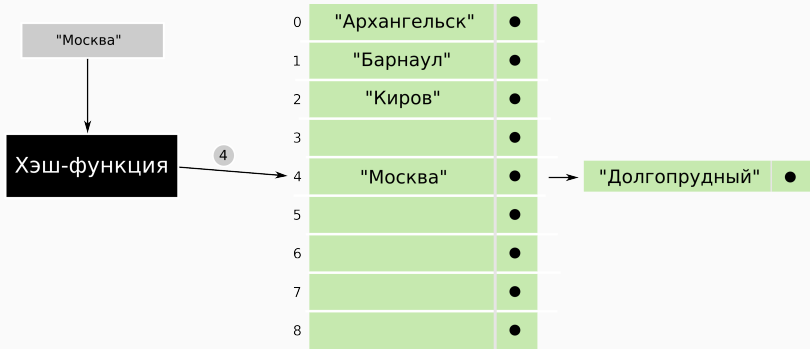 "Москва"
Хэш-функция
4
0 "Архангельск"
1 "Барнаул"
2 "Киров"
3
4 "Москва" "Долгопрудный"
5
6
7
8